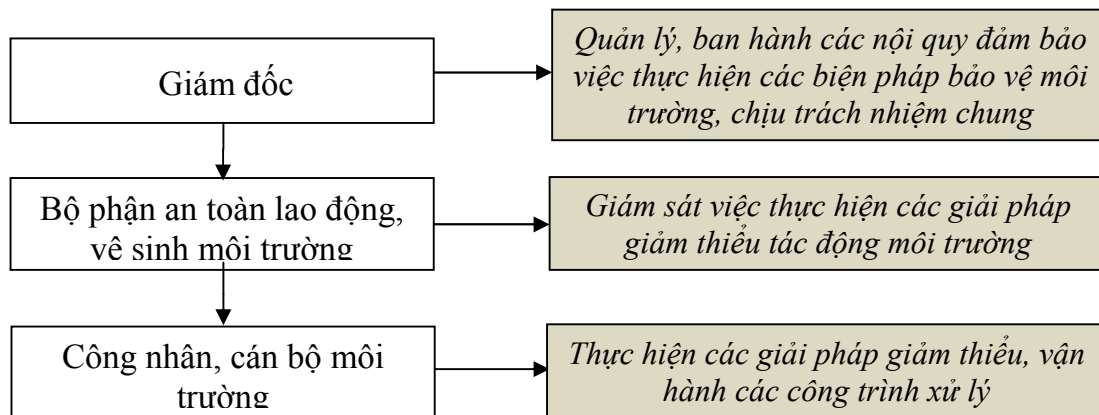 Giám đốc
Quản lý, ban hành các nội quy đảm bảo
việc thực hiện các biện pháp bảo vệ môi
trường, chịu trách nhiệm chung
Bộ phận an toàn lao động,
vệ sinh môi trường
Giám sát việc thực hiện các giải pháp
giảm thiểu tác động môi trường
Công nhân, cán bộ môi
trường
Thực hiện các giải pháp giảm thiểu, vận
hành các công trình xử lý